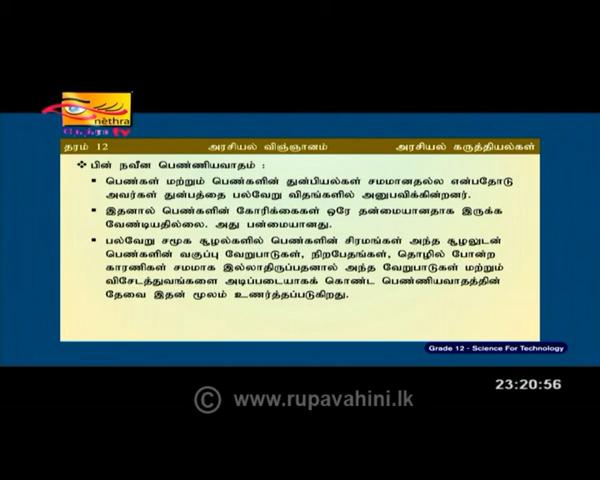 nethra
நேத்ரா tv
தரம் 12 அரசியல் விஞ்ஞானம் அரசியல் கருத்தியல்கள்
❖ பின் நவீன பெண்ணியவாதம் :
▪ பெண்கள் மற்றும் பெண்களின் துன்பியல்கள் சமமானதல்ல என்பதோடு
அவர்கள் துன்பத்தை பல்வேறு விதங்களில் அனுபவிக்கின்றனர்.
▪ இதனால் பெண்களின் கோரிக்கைகள் ஒரே தன்மையானதாக இருக்க
வேண்டியதில்லை. அது பன்மையானது.
▪ பல்வேறு சமூக சூழல்களில் பெண்களின் சிரமங்கள் அந்த சூழலுடன்
பெண்களின் வகுப்பு வேறுபாடுகள், நிறபேதங்கள், தொழில் போன்ற
காரணிகள் சமமாக இல்லாதிருப்பதனால் அந்த வேறுபாடுகள் மற்றும்
விசேடத்துவங்களை அடிப்படையாகக் கொண்ட பெண்ணியவாதத்தின்
தேவை இதன் மூலம் உணர்த்தப்படுகிறது.
Grade 12 - Science For Technology
23:20:56
© www.rupavahini.lk